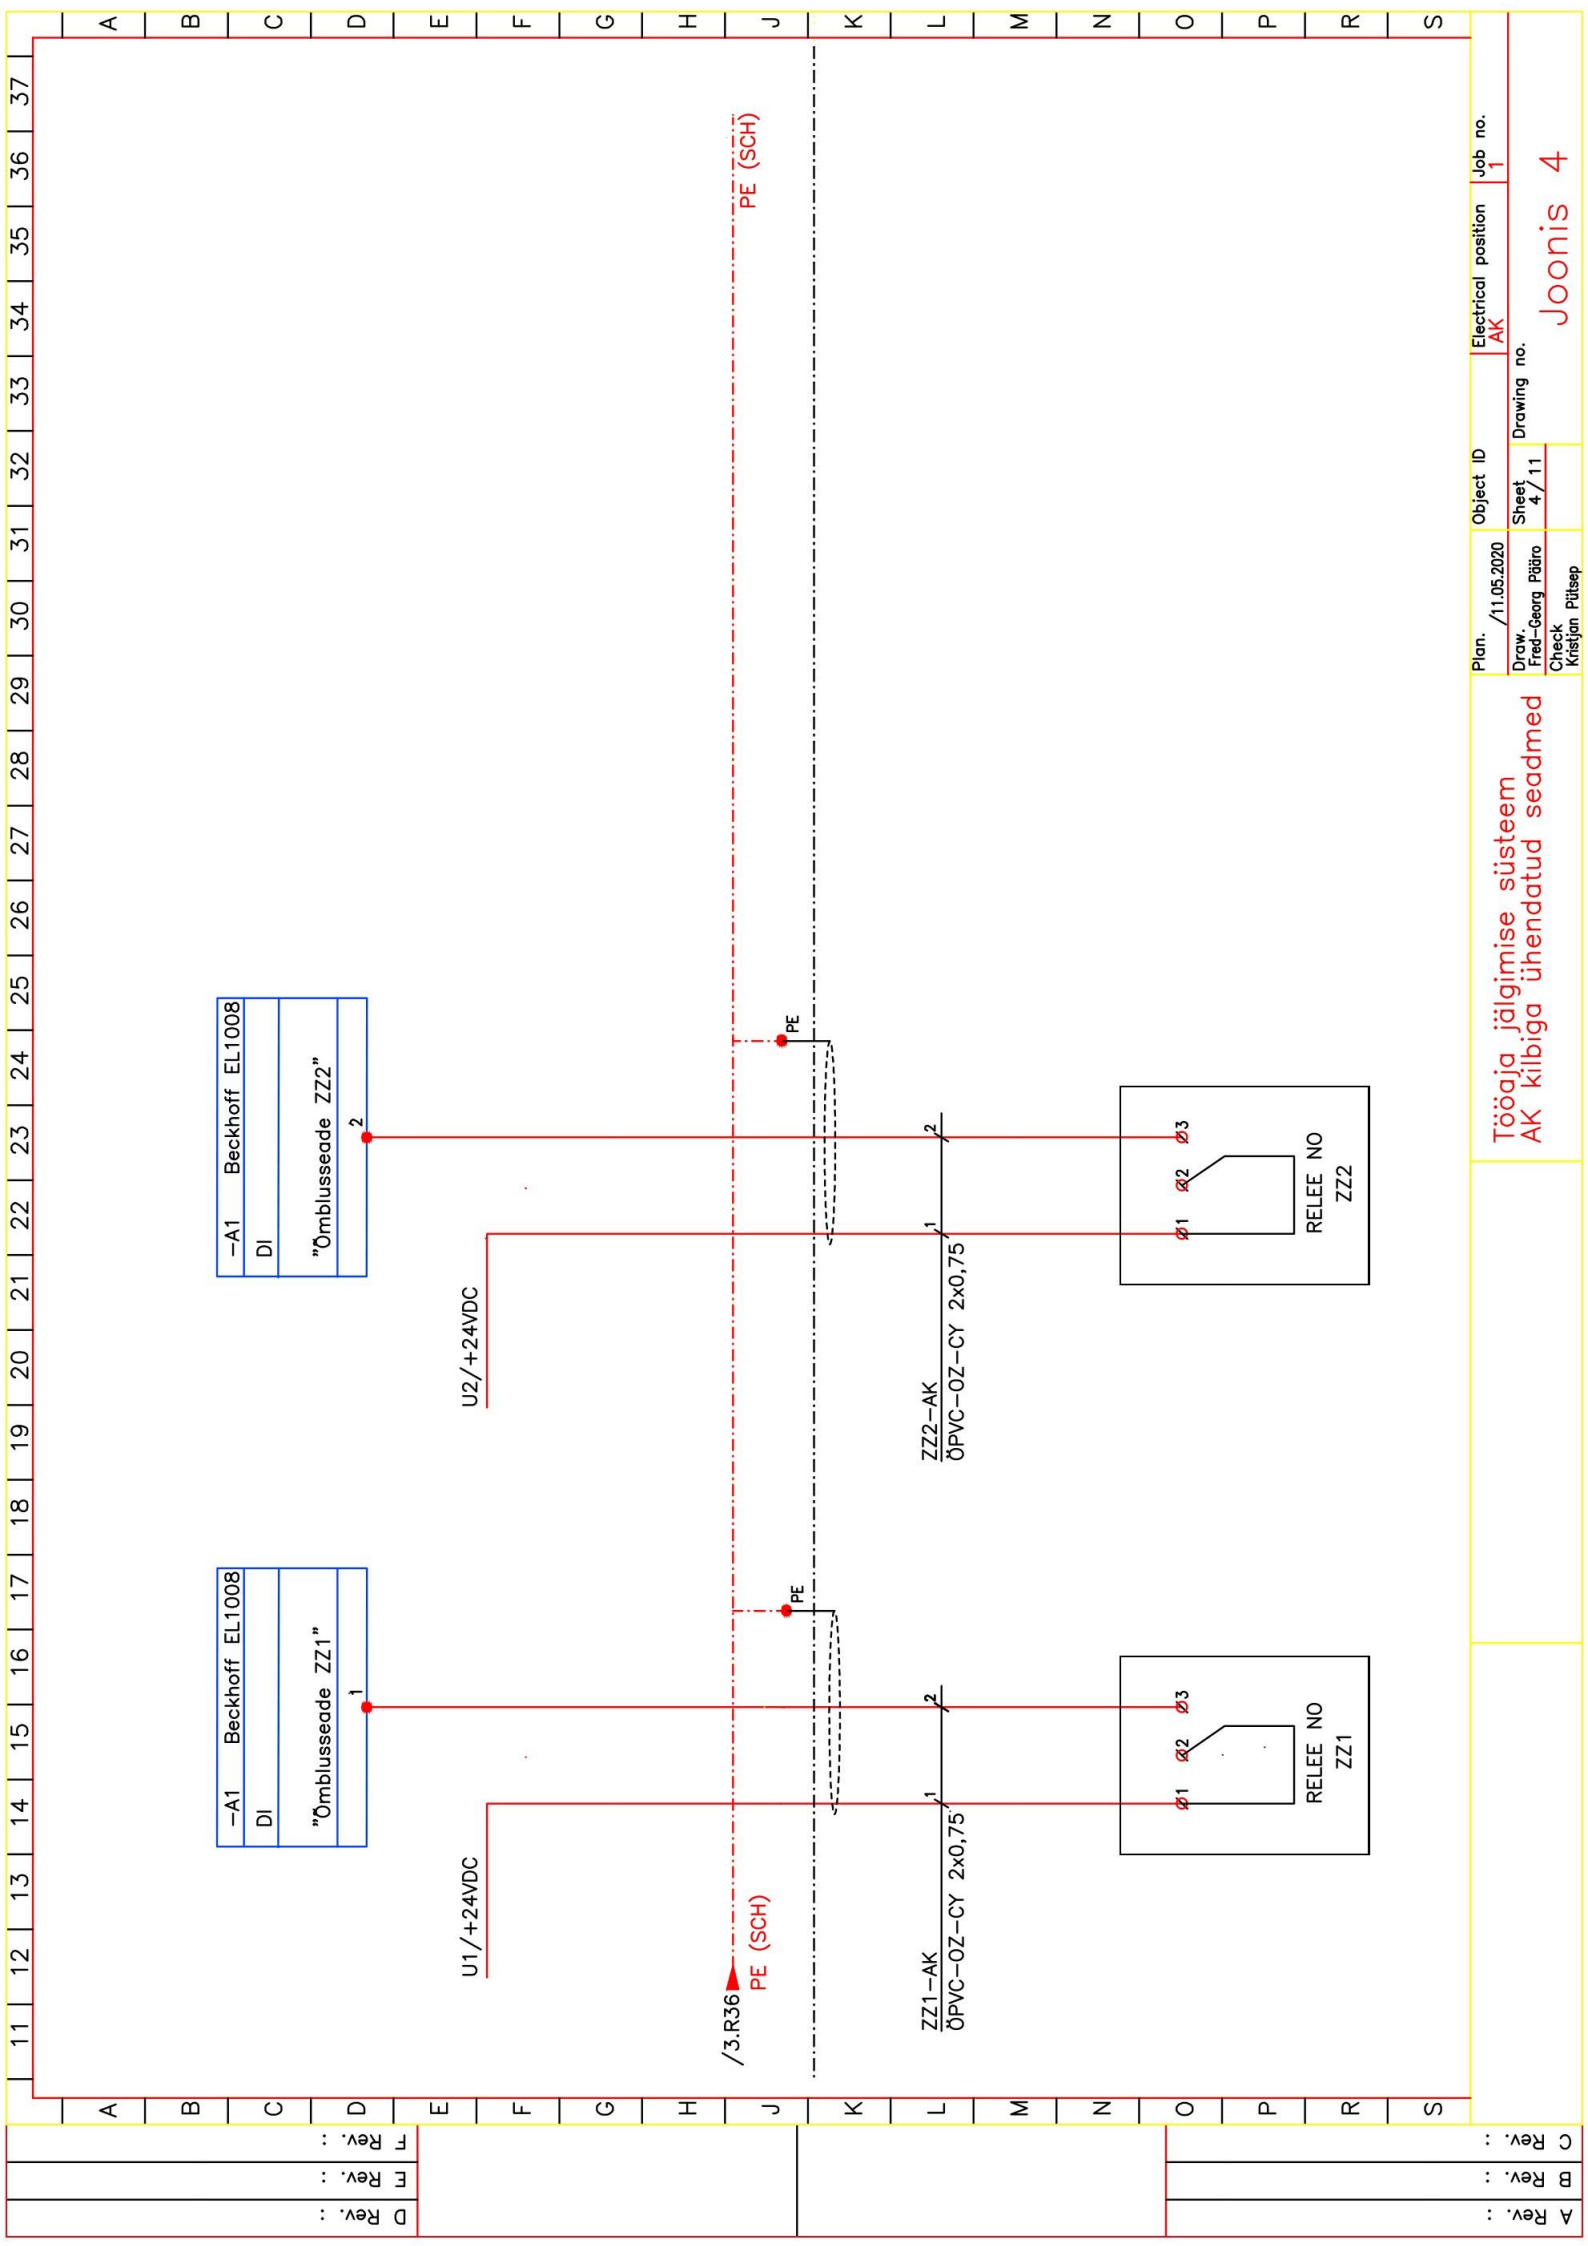 11 12 13 14 15 16 17 18 19 20 21 22 23 24 25 26 27 28 29 30 31 32 33 34 35 36 37
A A
B B
C C
D D
E E
F F
G G
H H
J J
K K
L L
M M
N N
O O
P P
R R
S S
-A1 Beckhoff EL1008
DI
"Õmblusseade ZZ1"
1
-A1 Beckhoff EL1008
DI
"Õmblusseade ZZ2"
2
U1/+24VDC
U2/+24VDC
/3.R36
PE (SCH)
PE (SCH)
PE
PE
ZZ1-AK
ÖPVC-OZ-CY 2x0,75
1 2
ZZ2-AK
ÖPVC-OZ-CY 2x0,75
1 2
1 2 3
RELEE NO
ZZ1
1 2 3
RELEE NO
ZZ2
D Rev. :
E Rev. :
F Rev. :
A Rev. :
B Rev. :
C Rev. :
Tööaja jälgimise süsteem
AK kilbiga ühendatud seadmed
Plan.
/11.05.2020
Draw.
Fred-Georg Pääro
Check
Kristjan Pütsep
Object ID
Sheet
4/11
Electrical position
AK
Job no.
1
Drawing no.
Joonis 4